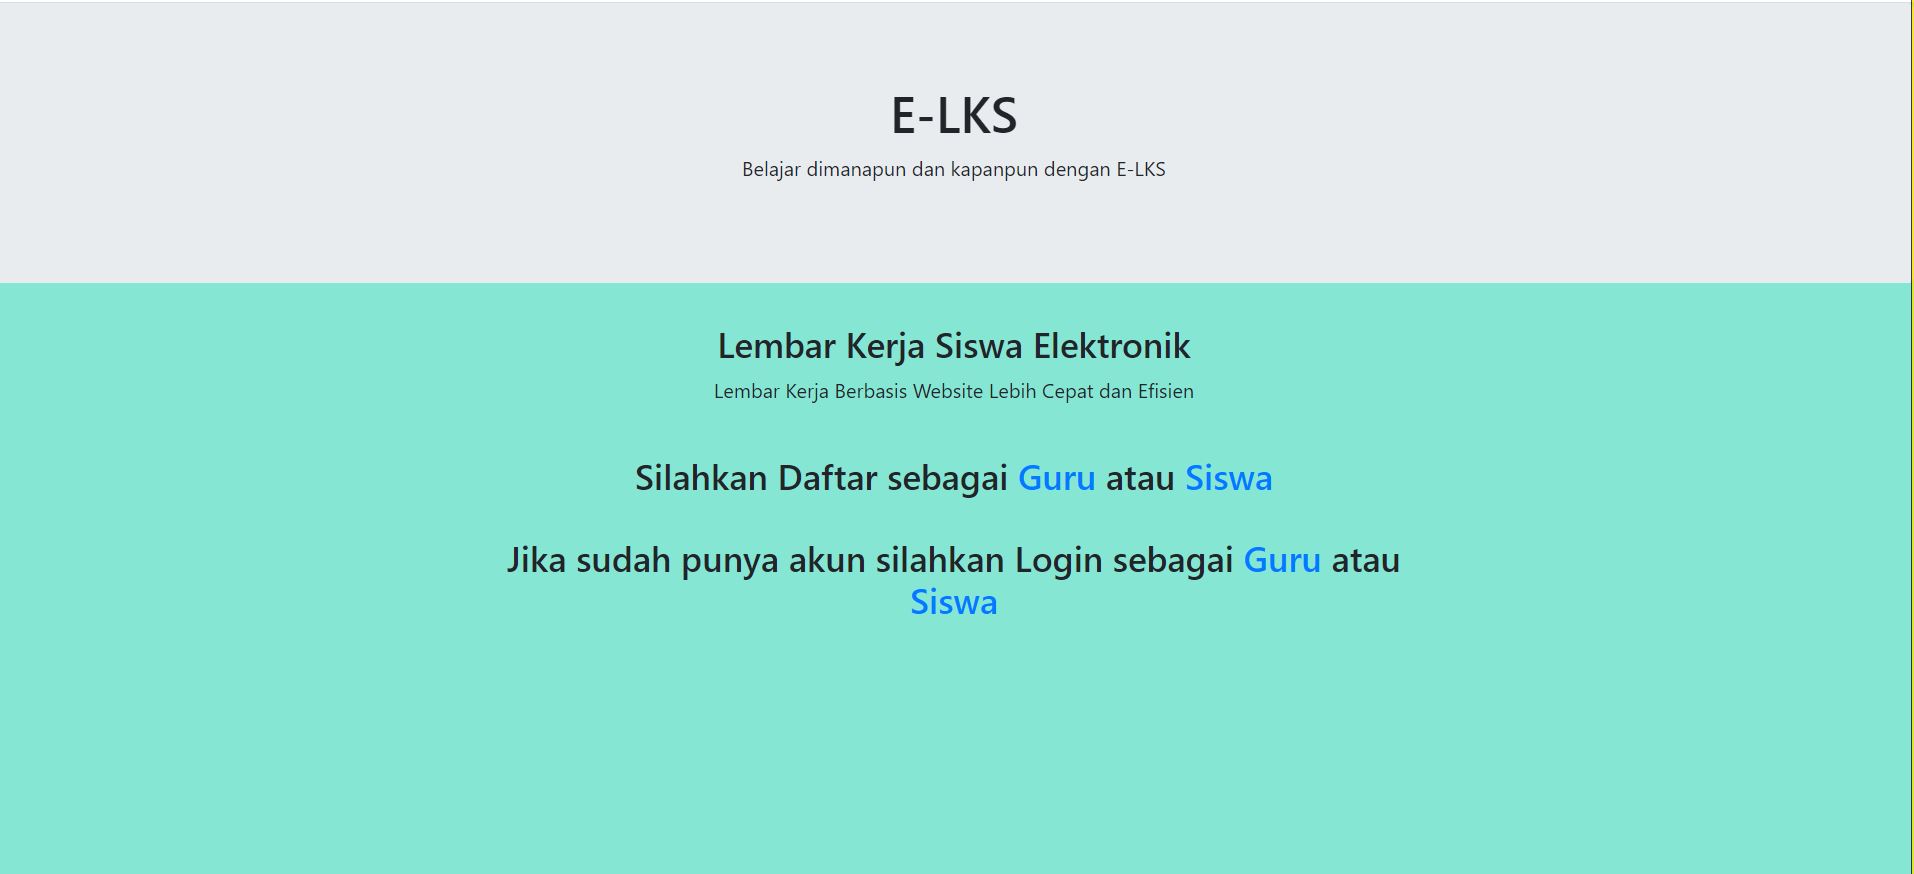 E-LKS
Belajar dimanapun dan kapanpun dengan E-LKS
Lembar Kerja Siswa Elektronik
Lembar Kerja Berbasis Website Lebih Cepat dan Efisien
Silahkan Daftar sebagai Guru atau Siswa
Jika sudah punya akun silahkan Login sebagai Guru atau
Siswa